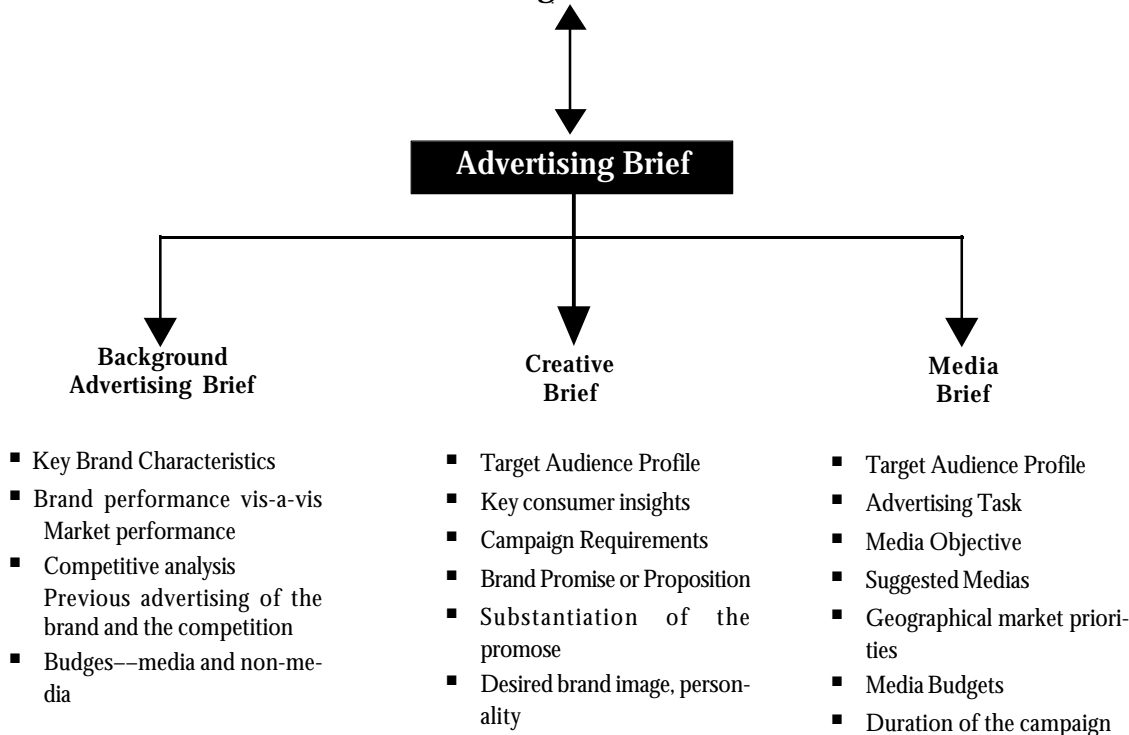 Advertising Brief
Background
Advertising Brief
■ Key Brand Characteristics
■ Brand performance vis-a-vis
Market performance
■ Competitive analysis
Previous advertising of the
brand and the competition
■ Budges––media and non-me-
dia
Creative
Brief
■ Target Audience Profile
■ Key consumer insights
■ Campaign Requirements
■ Brand Promise or Proposition
■ Substantiation of the
promose
■ Desired brand image, person-
ality
Media
Brief
■ Target Audience Profile
■ Advertising Task
■ Media Objective
■ Suggested Medias
■ Geographical market priori-
ties
■ Media Budgets
■ Duration of the campaign